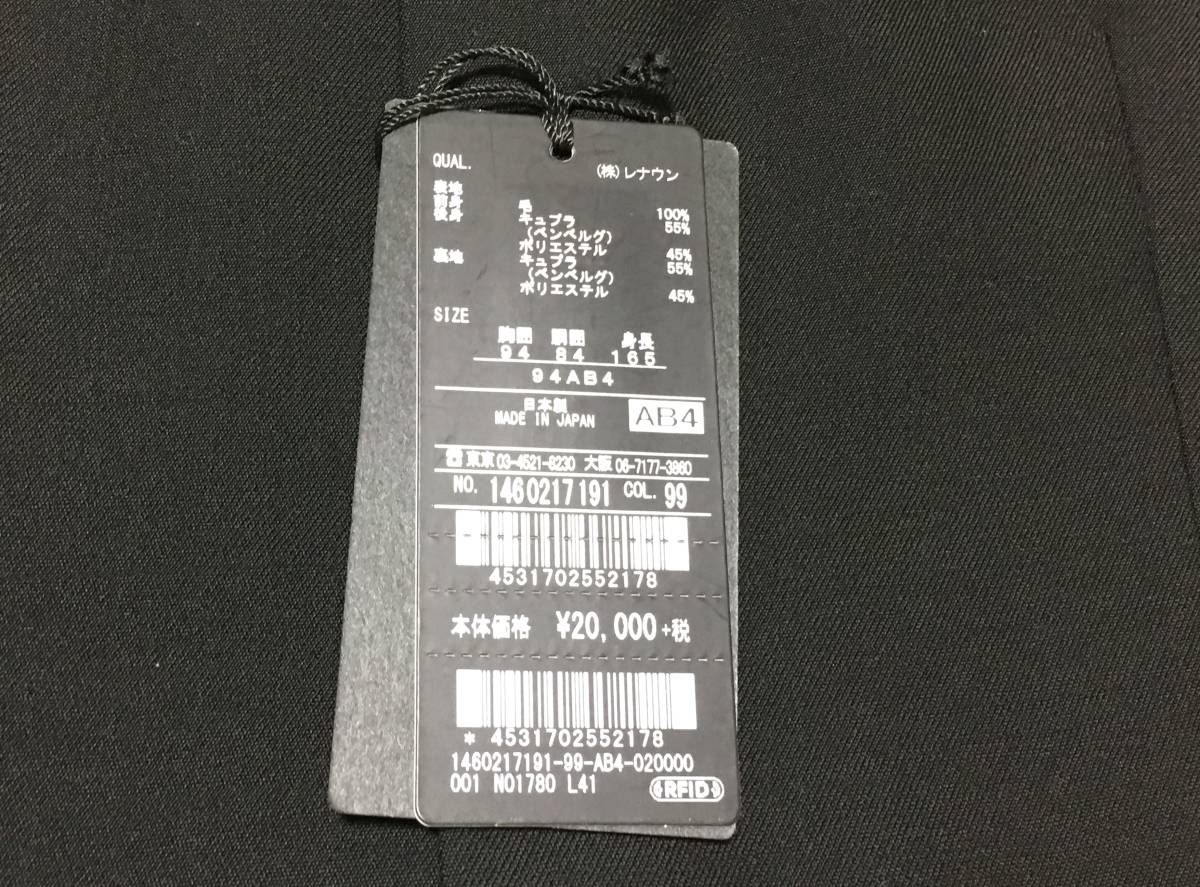 QUAL.
(株)レナウン
表地
前身 毛 100%
後身 キュプラ 55%
(ベンベルグ)
ポリエステル 45%
裏地 キュプラ 55%
(ベンベルグ)
ポリエステル 45%
SIZE
胸囲 胴囲 身長
94 84 165
94AB4
日本製
MADE IN JAPAN AB4
☎東京03-4521-8230 大阪06-7177-3860
NO. 1460217191 COL. 99
4531702552178
本体価格 ¥20,000+税
* 4531702552178
1460217191-99-AB4-020000
001 N01780 L41
RFID